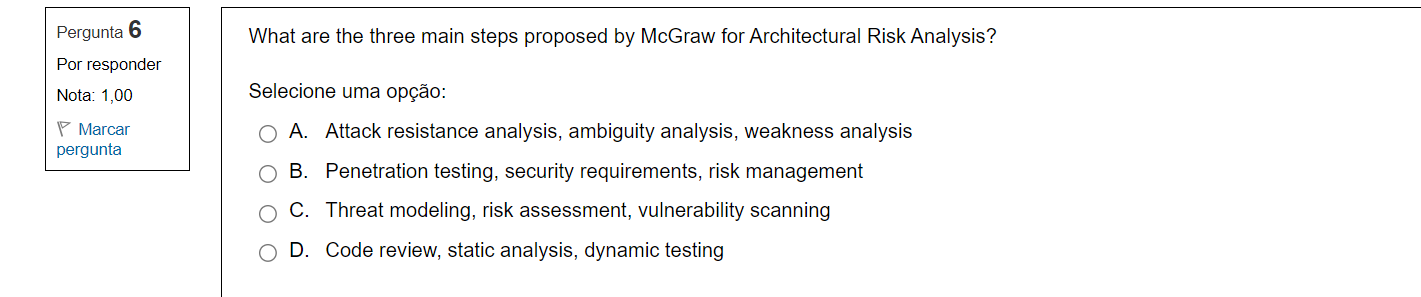 Pergunta 6
Por responder
Nota: 1,00
Marcar
pergunta
What are the three main steps proposed by McGraw for Architectural Risk Analysis?
Selecione uma opção:
A. Attack resistance analysis, ambiguity analysis, weakness analysis
B. Penetration testing, security requirements, risk management
C. Threat modeling, risk assessment, vulnerability scanning
D. Code review, static analysis, dynamic testing